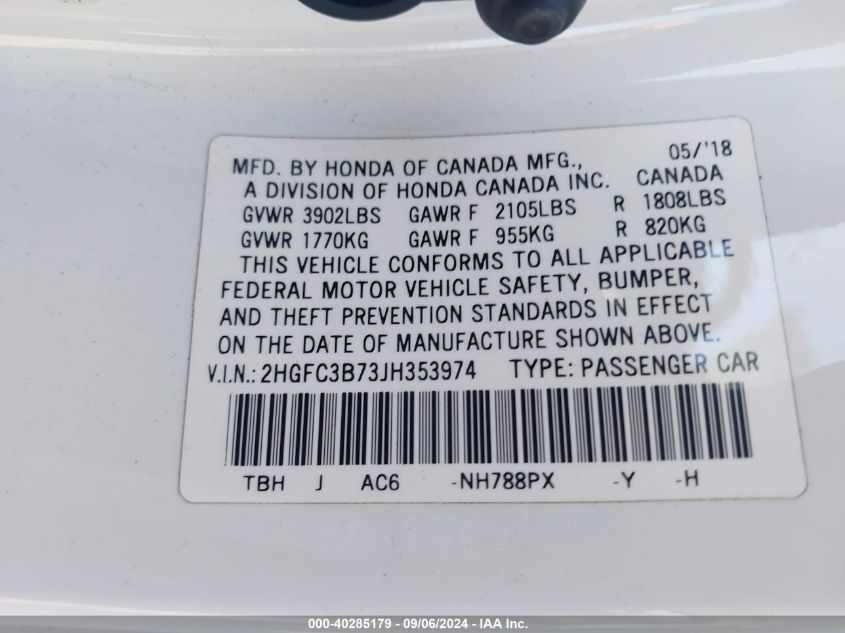 MFD. BY HONDA OF CANADA MFG., 05/'18
A DIVISION OF HONDA CANADA INC. CANADA
GVWR 3902LBS GAWR F 2105LBS R 1808LBS
GVWR 1770KG GAWR F 955KG R 820KG
THIS VEHICLE CONFORMS TO ALL APPLICABLE
FEDERAL MOTOR VEHICLE SAFETY, BUMPER,
AND THEFT PREVENTION STANDARDS IN EFFECT
ON THE DATE OF MANUFACTURE SHOWN ABOVE.
V.I.N.: 2HGFC3B73JH353974 TYPE: PASSENGER CAR
TBH J AC6 -NH788PX -Y -H
000-40285179 - 09/06/2024 - IAA Inc.